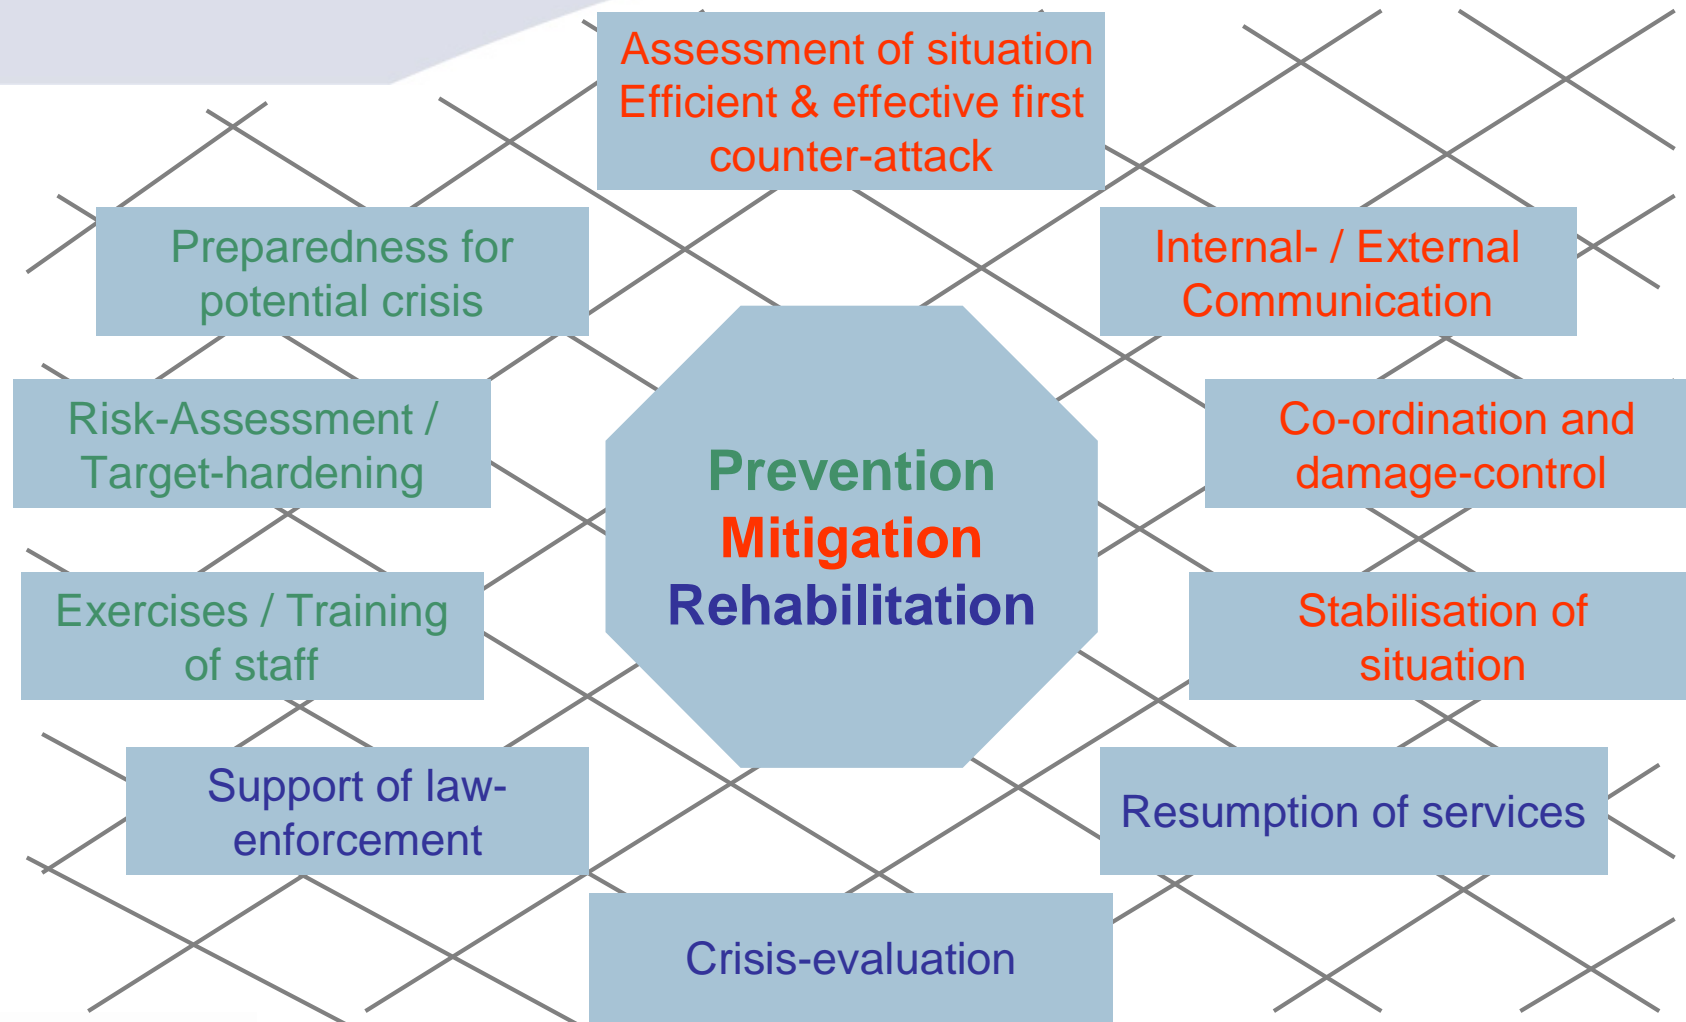 Assessment of situation
Efficient & effective first
counter-attack
Preparedness for
potential crisis
Internal- / External
Communication
Risk-Assessment /
Target-hardening
Co-ordination and
damage-control
Prevention
Mitigation
Rehabilitation
Exercises / Training
of staff
Stabilisation of
situation
Support of law-
enforcement
Resumption of services
Crisis-evaluation